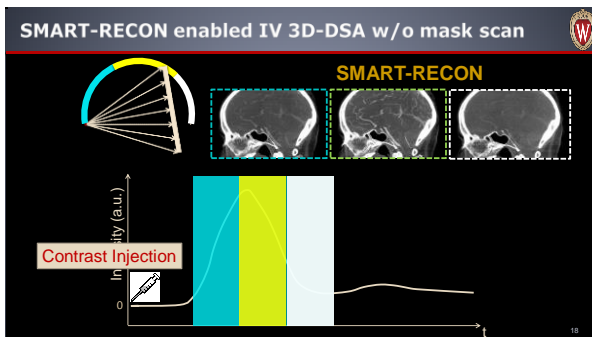 SMART-RECON enabled IV 3D-DSA w/o mask scan
W
SMART-RECON
Intensity (a.u.)
Contrast Injection
0
t
18